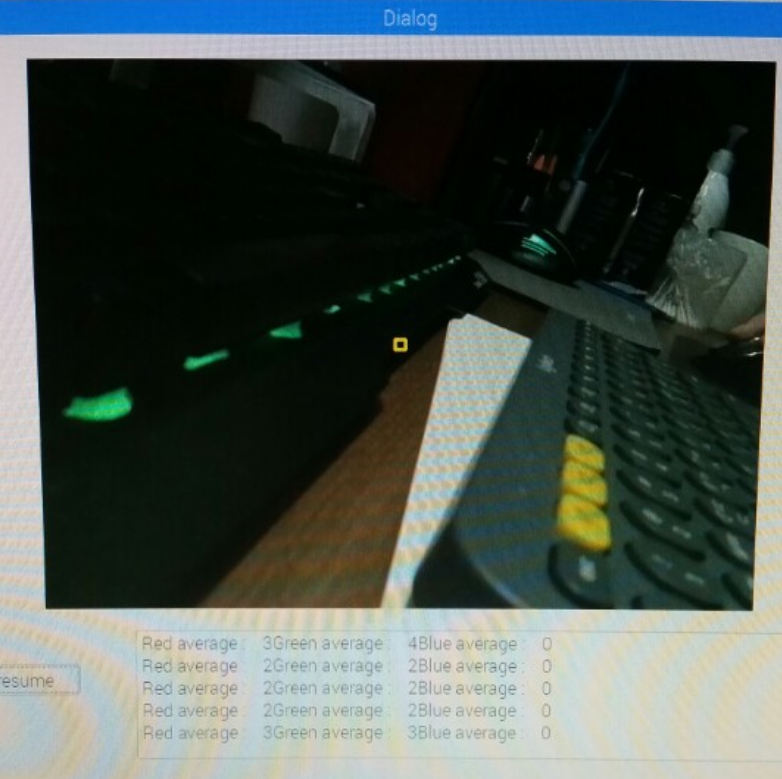 Dialog
resume
Red average : 3Green average : 4Blue average : 0
Red average : 2Green average : 2Blue average : 0
Red average : 2Green average : 2Blue average : 0
Red average : 2Green average : 2Blue average : 0
Red average : 3Green average : 3Blue average : 0